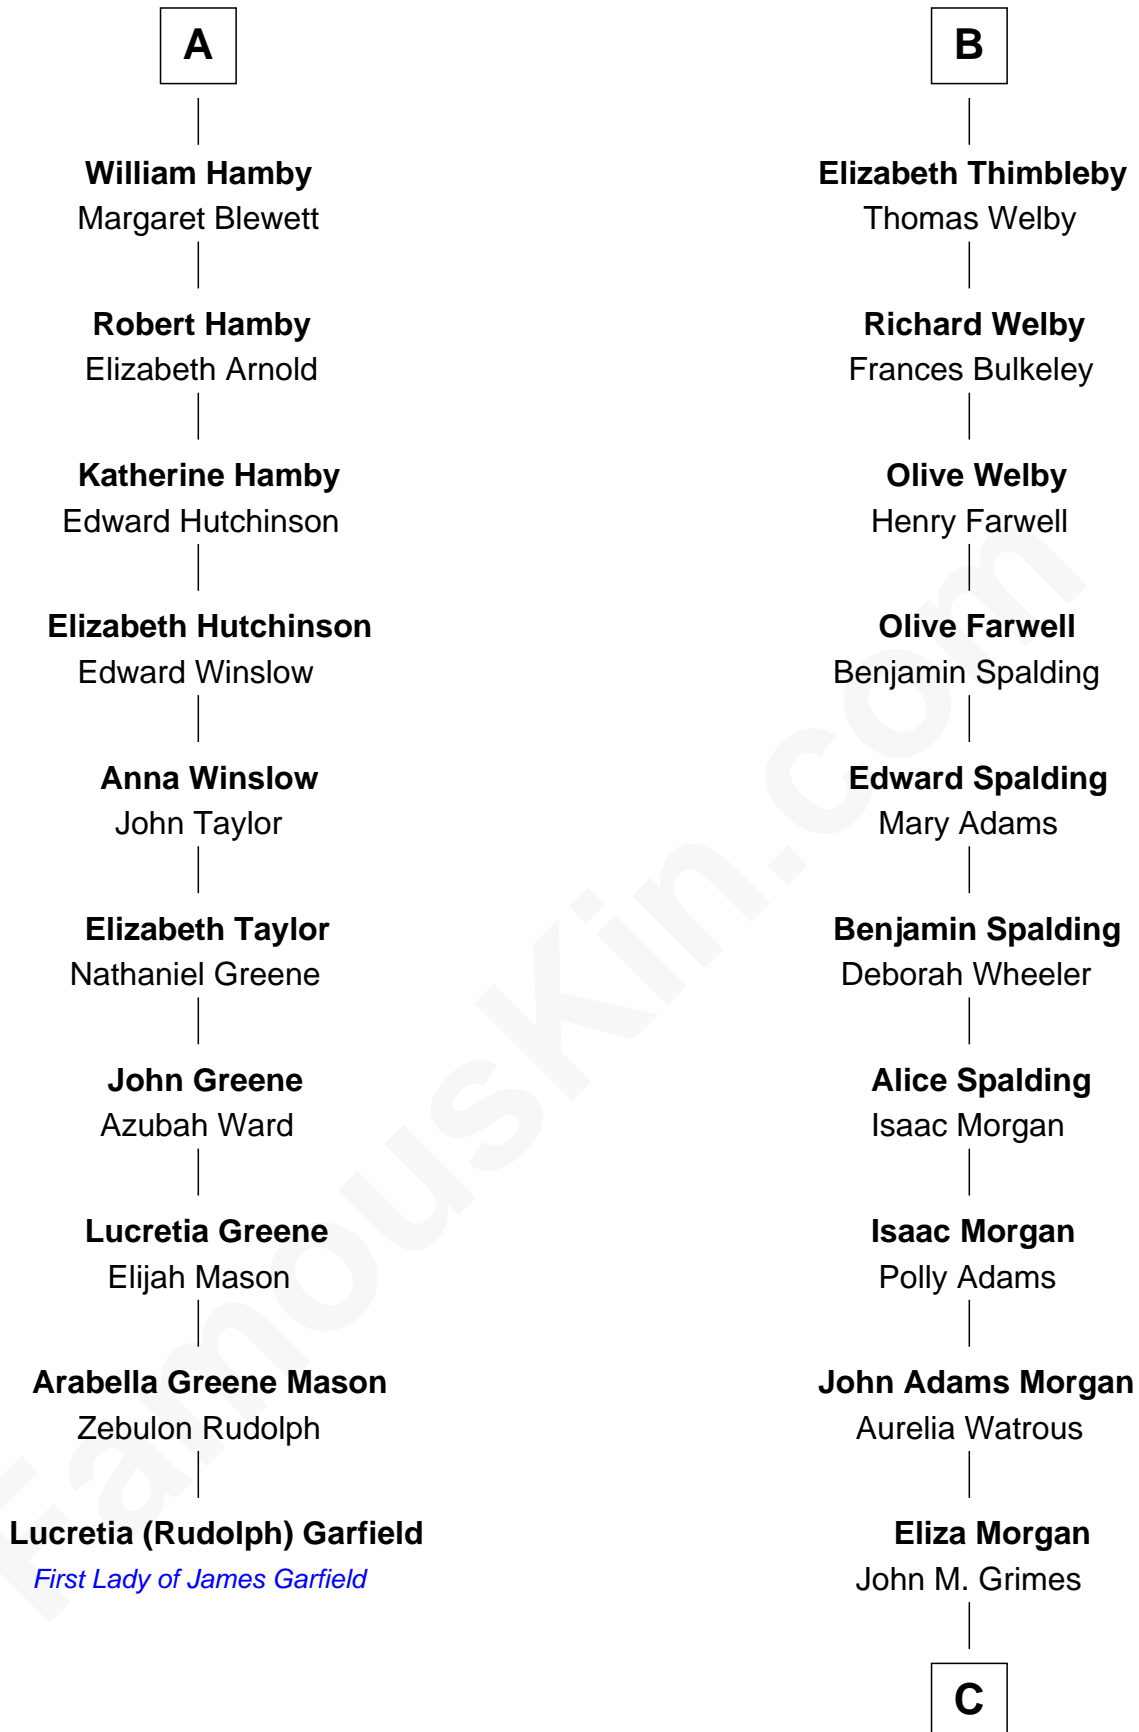 A
William Hamby
Margaret Blewett
Robert Hamby
Elizabeth Arnold
Katherine Hamby
Edward Hutchinson
Elizabeth Hutchinson
Edward Winslow
Anna Winslow
John Taylor
Elizabeth Taylor
Nathaniel Greene
John Greene
Azubah Ward
Lucretia Greene
Elijah Mason
Arabella Greene Mason
Zebulon Rudolph
Lucretia (Rudolph) Garfield
First Lady of James Garfield
B
Elizabeth Thimbleby
Thomas Welby
Richard Welby
Frances Bulkeley
Olive Welby
Henry Farwell
Olive Farwell
Benjamin Spalding
Edward Spalding
Mary Adams
Benjamin Spalding
Deborah Wheeler
Alice Spalding
Isaac Morgan
Isaac Morgan
Polly Adams
John Adams Morgan
Aurelia Watrous
Eliza Morgan
John M. Grimes
C
FamousKin.com